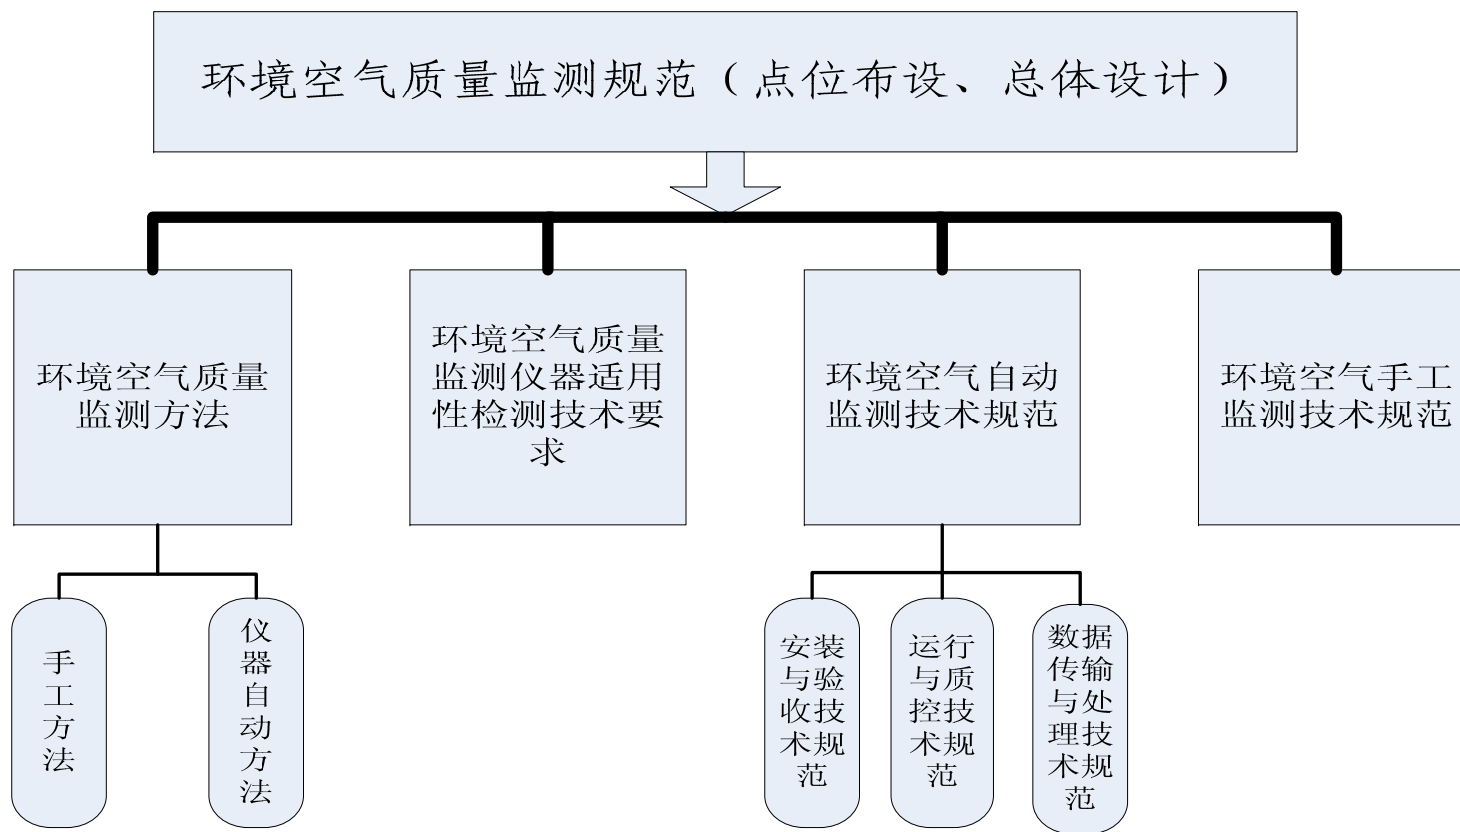 环境空气质量监测规范（点位布设、总体设计）
环境空气质量
监测方法
环境空气质量
监测仪器适用
性检测技术要
求
环境空气自动
监测技术规范
环境空气手工
监测技术规范
手
工
方
法
仪
器
自
动
方
法
安装
与验
收技
术规
范
运行
与质
控技
术规
范
数据
传输
与处
理技
术规
范